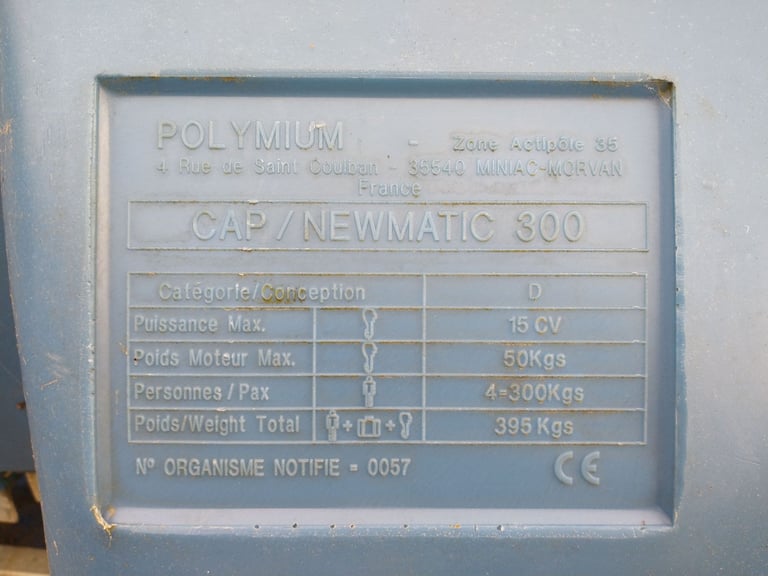 POLYMIUM - Zone Actipôle 35
4 Rue de Saint Coulban - 35540 MINIAC-MORVAN
France
CAP / NEWMATIC 300
Catégorie/Conception D
Puissance Max. 15 CV
Poids Moteur Max. 50Kgs
Personnes / Pax 4=300Kgs
Poids/Weight Total + + 395 Kgs
Nº ORGANISME NOTIFIE = 0057 CE